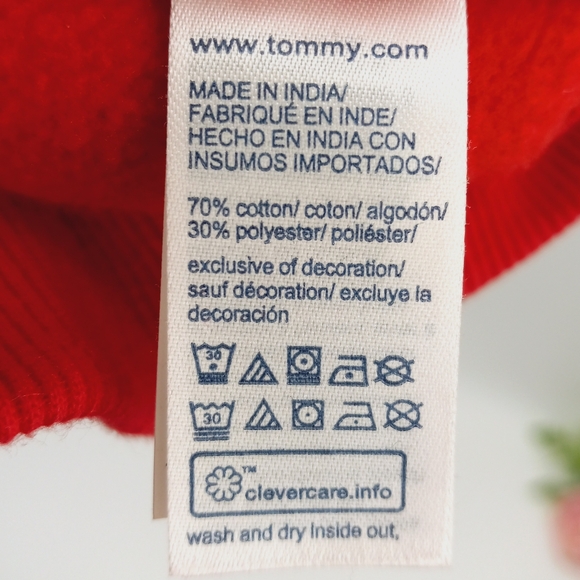 www.tommy.com
MADE IN INDIA/
FABRIQUÉ EN INDE/
HECHO EN INDIA CON
INSUMOS IMPORTADOS/
70% cotton/ coton/ algodón/
30% polyester/ poliéster/
exclusive of decoration/
sauf décoration/ excluye la
decoración
30
30
™
clevercare.info
wash and dry inside out,